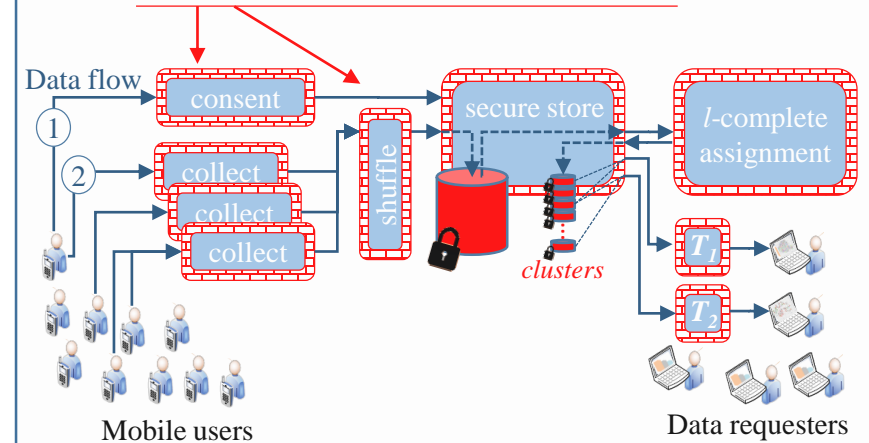 Data flow
1
2
consent
collect
collect
collect
shuffle
secure store
l-complete
assignment
clusters
T1
T2
Mobile users
Data requesters